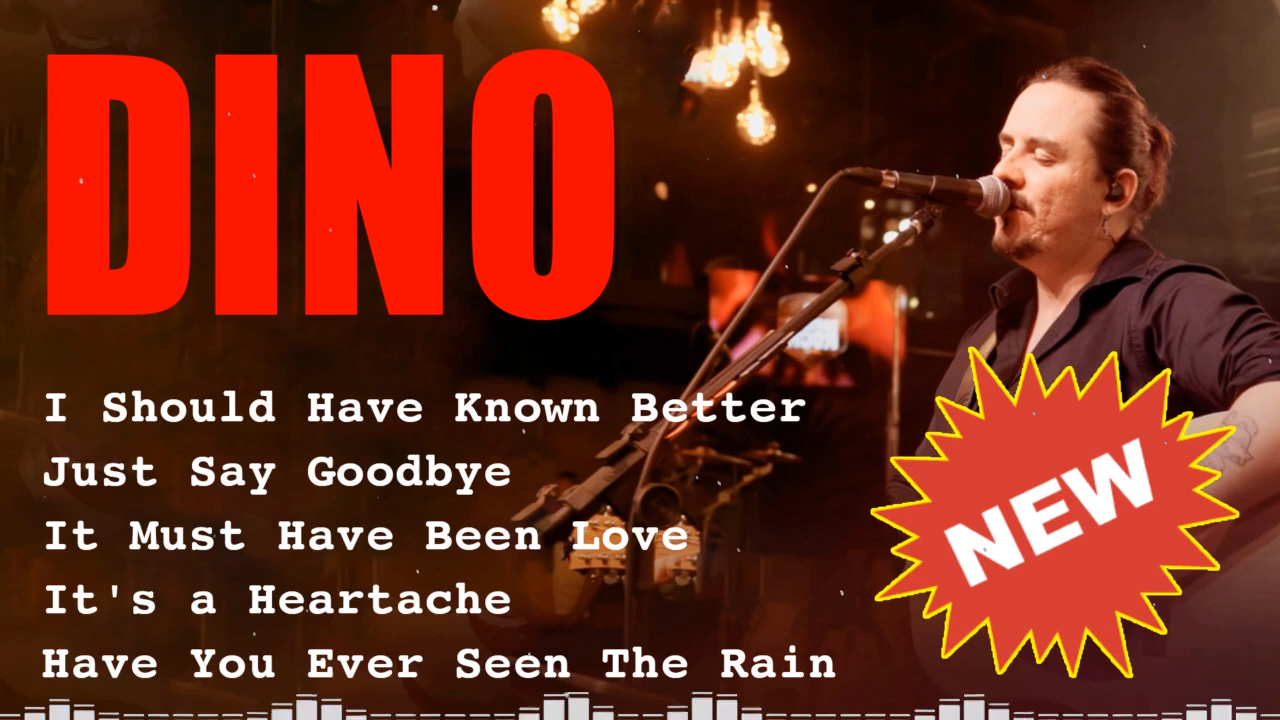 DINO
I Should Have Known Better
Just Say Goodbye
It Must Have Been Love
It's a Heartache
Have You Ever Seen The Rain
NEW